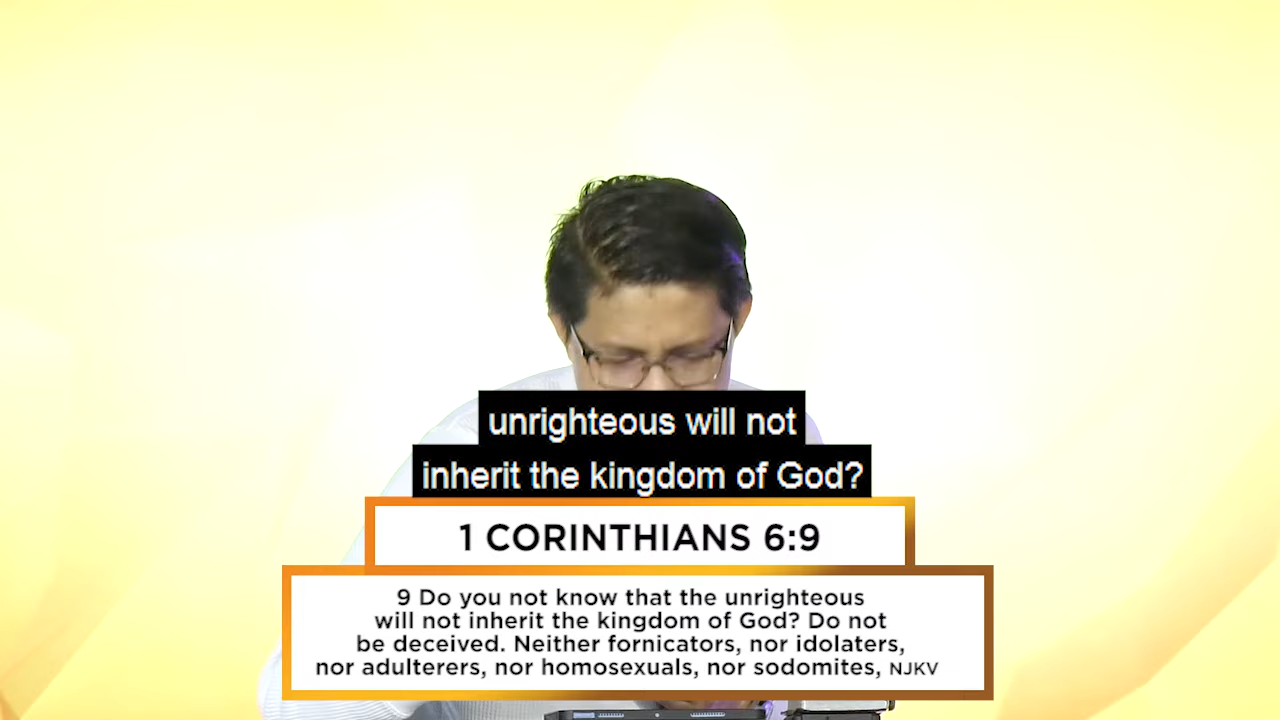 unrighteous will not
inherit the kingdom of God?
1 CORINTHIANS 6:9
9 Do you not know that the unrighteous
will not inherit the kingdom of God? Do not
be deceived. Neither fornicators, nor idolaters,
nor adulterers, nor homosexuals, nor sodomites, NJKV